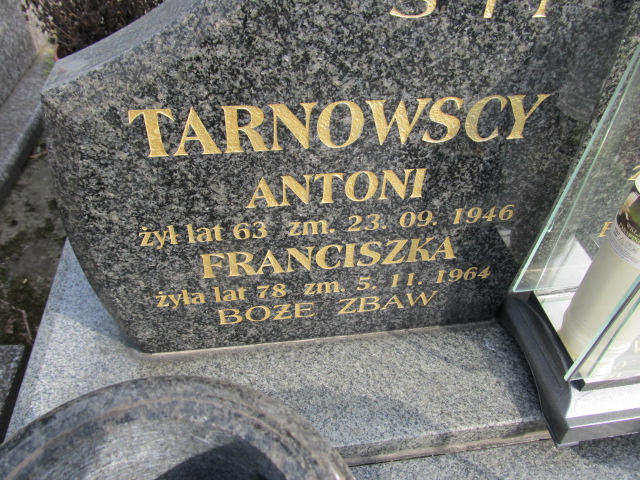 TARNOWSCY
ANTONI
żył lat 63 zm. 23. 09. 1946
FRANCISZKA
żyła lat 78 zm. 5. 11. 1964
BOŻE ZBAW